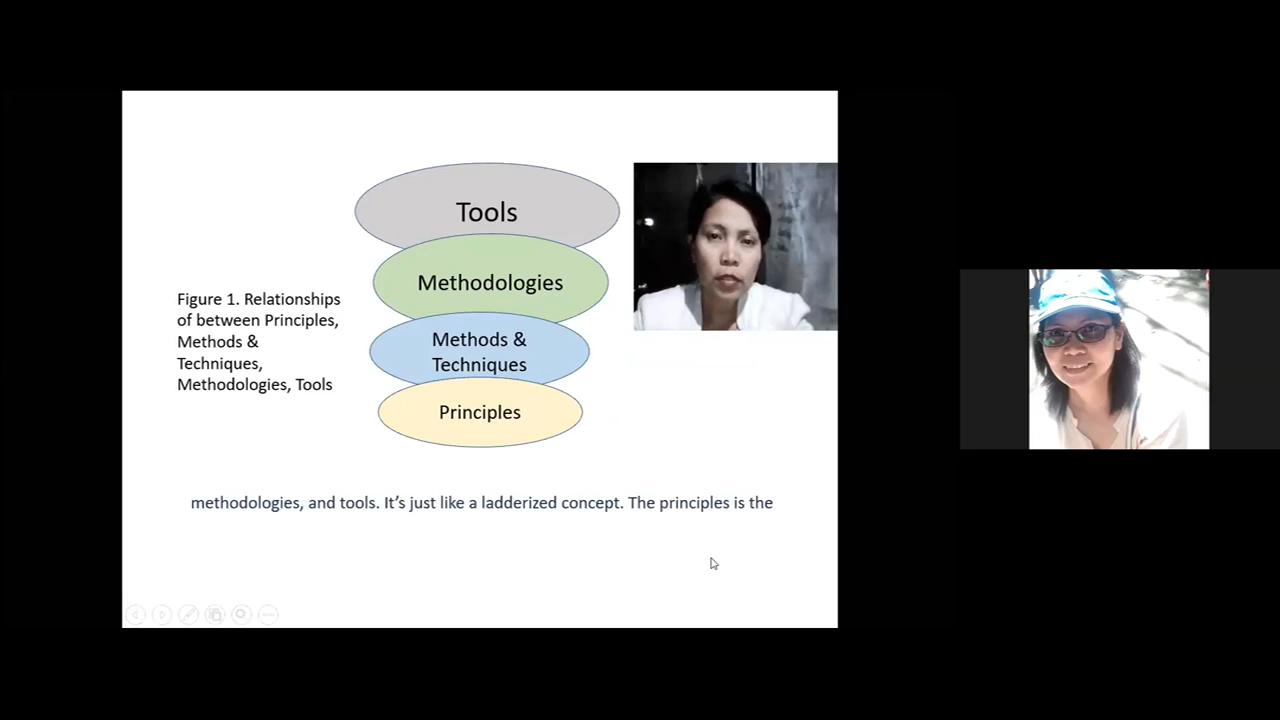 Tools
Methodologies
Methods &
Techniques
Principles
Figure 1. Relationships
of between Principles,
Methods &
Techniques,
Methodologies, Tools
methodologies, and tools. It’s just like a ladderized concept. The principles is the